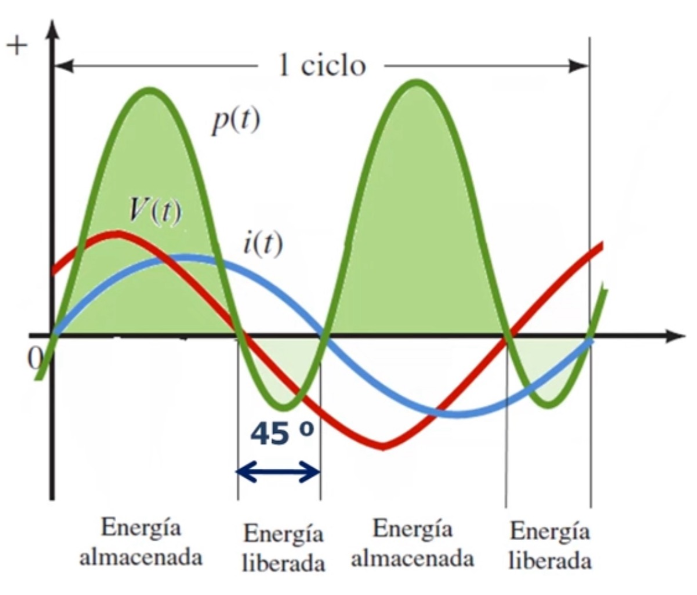 +
1 ciclo
p(t)
V(t)
i(t)
0
45 º
Energía
almacenada
Energía
liberada
Energía
almacenada
Energía
liberada